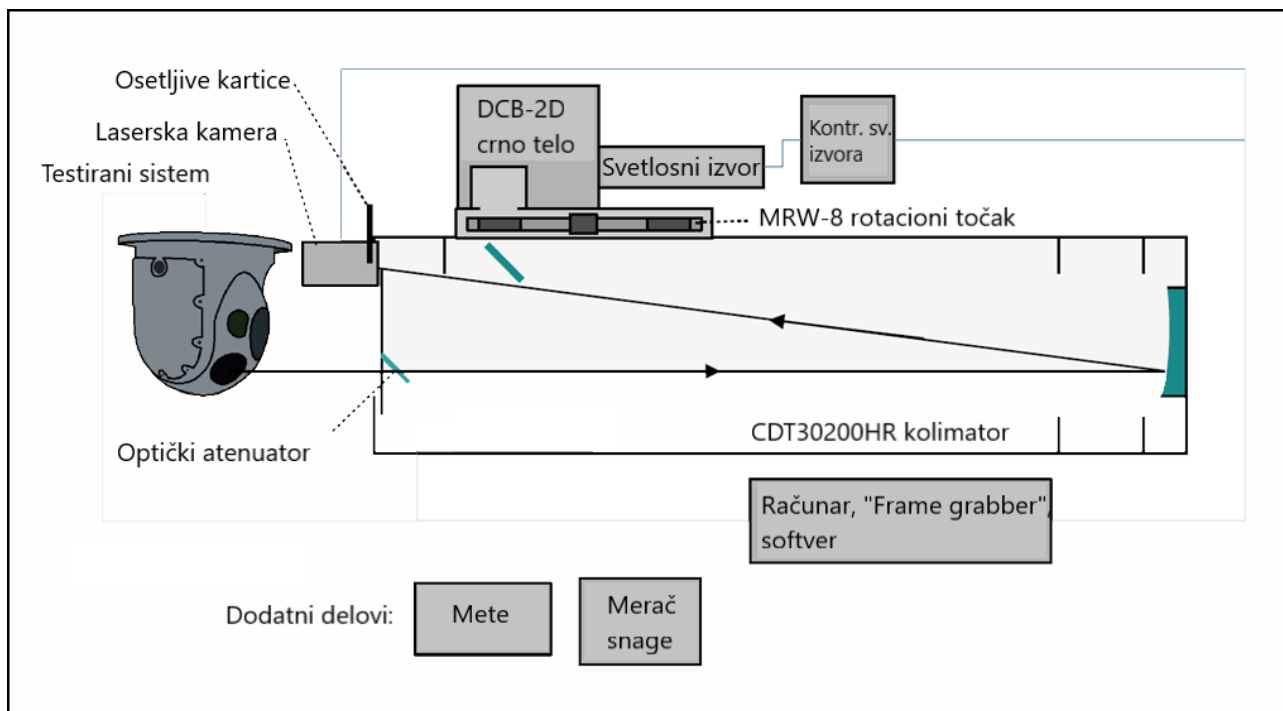 Osetljive kartice
Laserska kamera
Testirani sistem
DCB-2D
crno telo
Svetlosni izvor
Kontr. sv.
izvora
MRW-8 rotacioni točak
Optički atenuator
CDT30200HR kolimator
Računar, "Frame grabber",
softver
Dodatni delovi:
Mete
Merač
snage